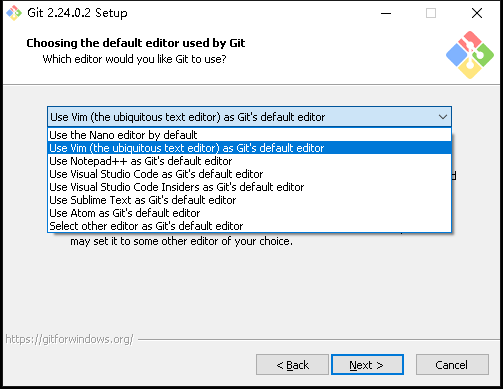 Git 2.24.0.2 Setup
Choosing the default editor used by Git
Which editor would you like Git to use?
Use Vim (the ubiquitous text editor) as Git's default editor
Use the Nano editor by default
Use Vim (the ubiquitous text editor) as Git's default editor
Use Notepad++ as Git's default editor
Use Visual Studio Code as Git's default editor
Use Visual Studio Code Insiders as Git's default editor
Use Sublime Text as Git's default editor
Use Atom as Git's default editor
Select other editor as Git's default editor
may set it to some other editor of your choice.
https://gitforwindows.org/
< Back
Next >
Cancel